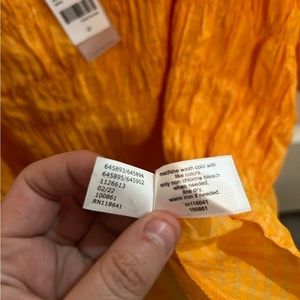 645893/645894
645895/645902
1126613
02/22
100861
RN118641
machine wash cold with
like colors.
only non chlorine bleach
when needed.
line dry.
warm iron if needed.
rn118641
100861